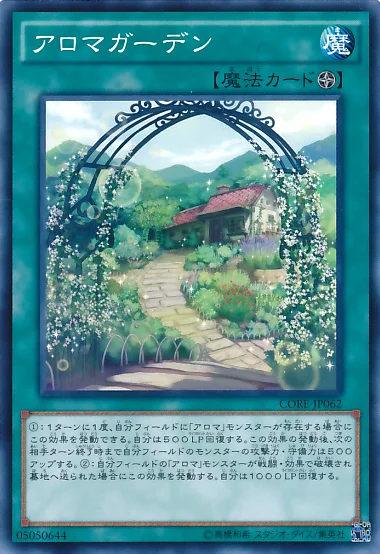 アロマガーデン
魔
【魔法カード】
CORE-JP062
①：1ターンに1度、自分フィールドに「アロマ」モンスターが存在する場合に
この効果を発動できる。自分は５００ＬＰ回復する。この効果の発動後、次の
相手ターン終了時まで自分フィールドのモンスターの攻撃力・守備力は５００
アップする。②：自分フィールドの「アロマ」モンスターが戦闘・効果で破壊され
墓地へ送られた場合にこの効果を発動する。自分は１０００ＬＰ回復する。
05050644
©高橋和希 スタジオ・ダイス/集英社